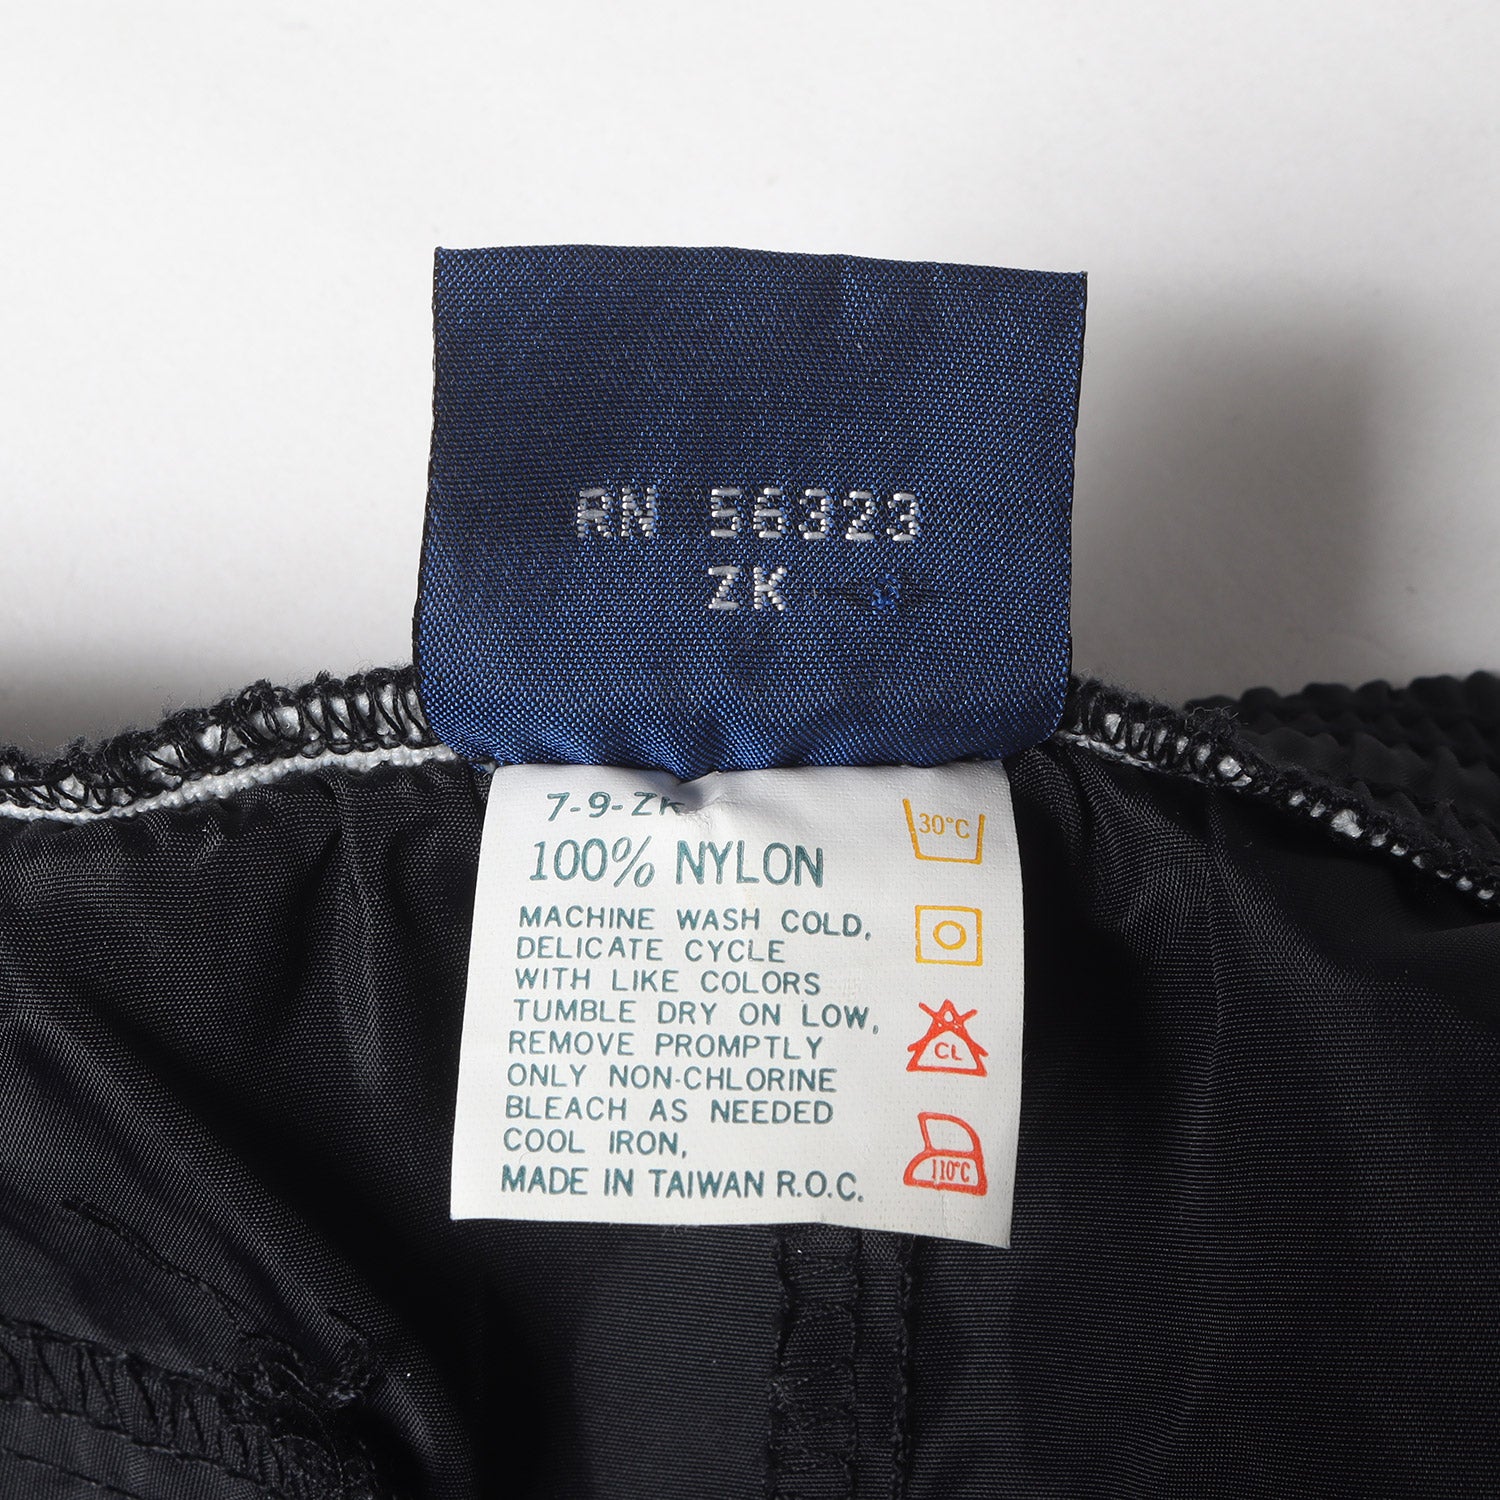 RN 56323
ZK
7-9-ZK
100% NYLON
MACHINE WASH COLD,
DELICATE CYCLE
WITH LIKE COLORS
TUMBLE DRY ON LOW,
REMOVE PROMPTLY
ONLY NON-CHLORINE
BLEACH AS NEEDED
COOL IRON,
MADE IN TAIWAN R.O.C.
30°C
CL
110°C